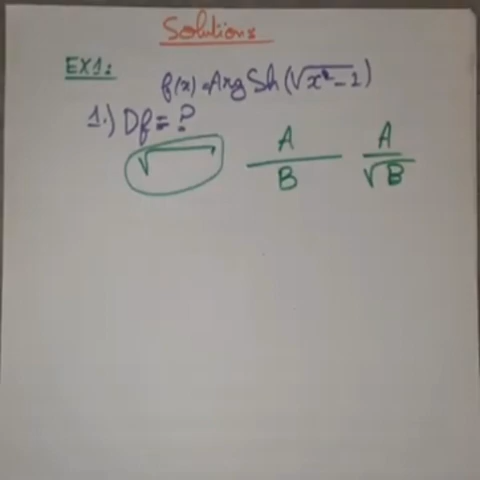 Solutions
EX1:
f(x) = Arg Sh(√x²-1)
1.) Df = ?
√ A/B A/√B